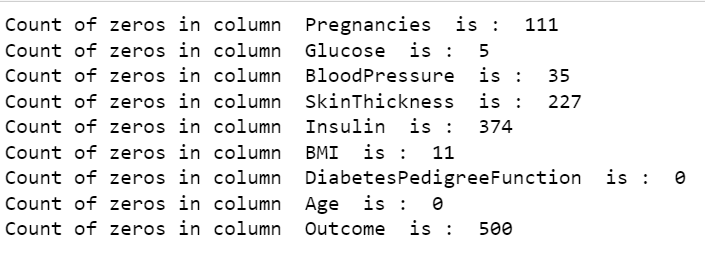 Count of zeros in column  Pregnancies  is :  111
Count of zeros in column  Glucose  is :  5
Count of zeros in column  BloodPressure  is :  35
Count of zeros in column  SkinThickness  is :  227
Count of zeros in column  Insulin  is :  374
Count of zeros in column  BMI  is :  11
Count of zeros in column  DiabetesPedigreeFunction  is :  0
Count of zeros in column  Age  is :  0
Count of zeros in column  Outcome  is :  500